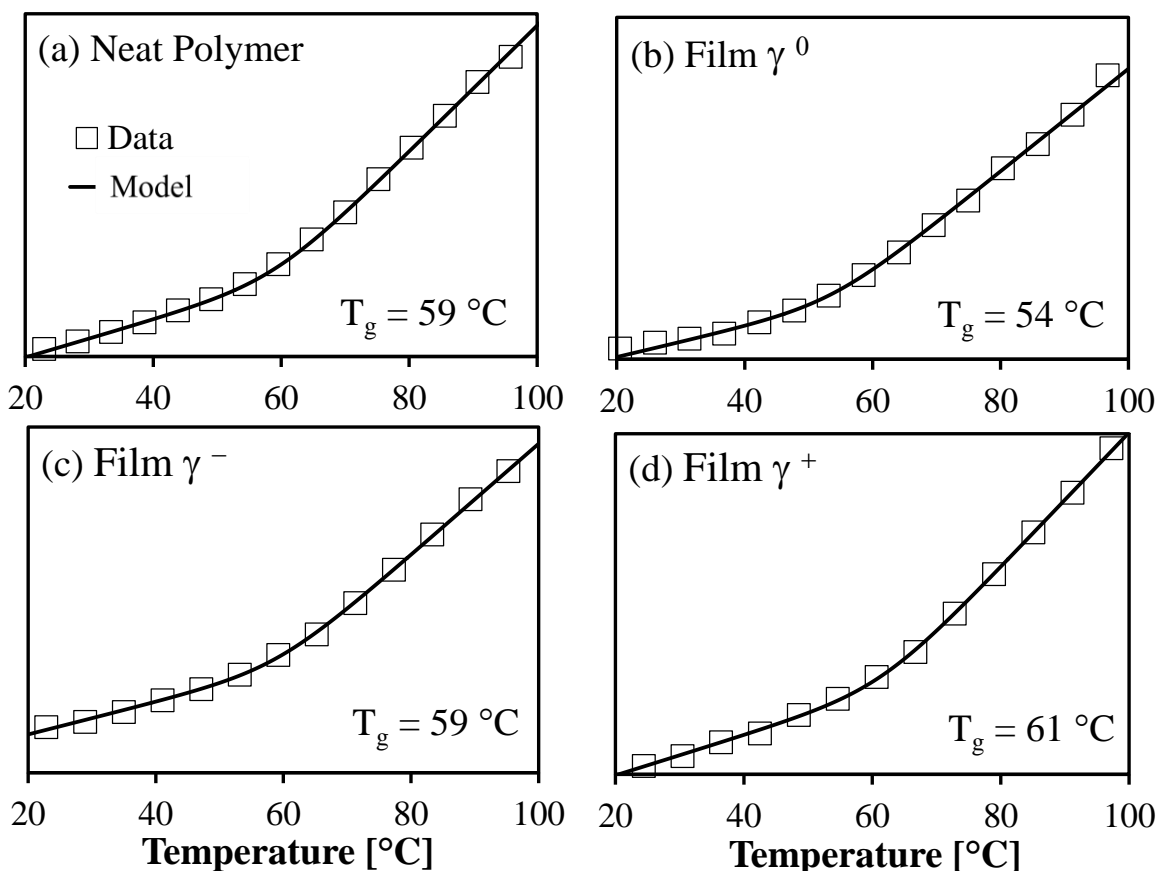 (a) Neat Polymer
Data
Model
T_g = 59 °C
20 40 60 80 100
(b) Film γ ⁰
T_g = 54 °C
20 40 60 80 100
(c) Film γ ⁻
T_g = 59 °C
20 40 60 80 100
Temperature [°C]
(d) Film γ ⁺
T_g = 61 °C
20 40 60 80 100
Temperature [°C]